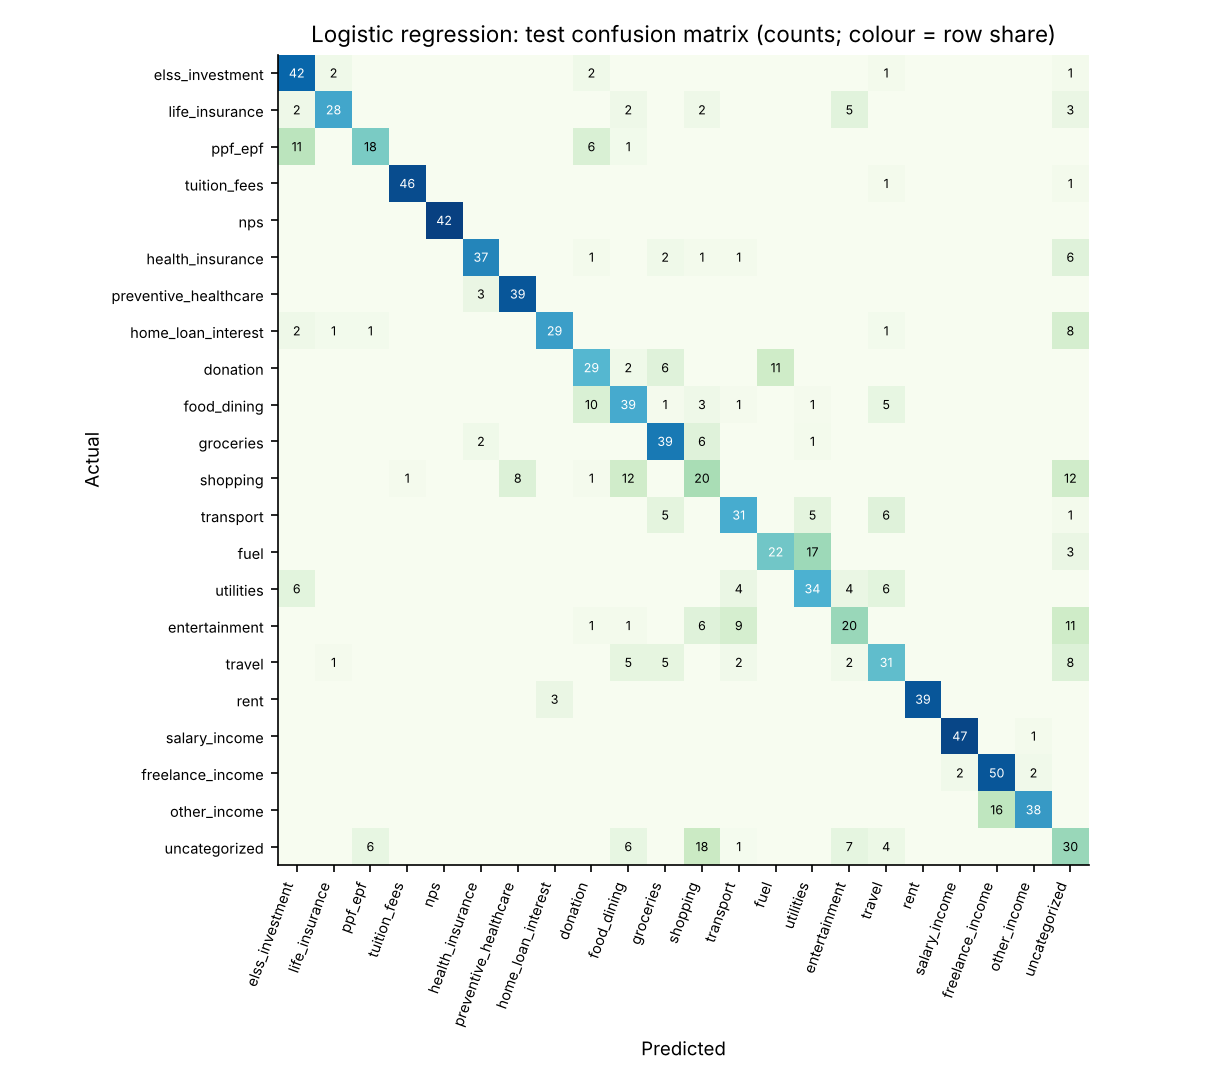 Logistic regression: test confusion matrix (counts; colour = row share)
elss_investment 42 2 2 1 1
life_insurance 2 28 2 2 5 3
ppf_epf 11 18 6 1
tuition_fees 46 1 1
nps 42
health_insurance 37 1 2 1 1 6
preventive_healthcare 3 39
home_loan_interest 2 1 1 29 1 8
donation 29 2 6 11
food_dining 10 39 1 3 1 1 5
groceries 2 39 6 1
shopping 1 8 1 12 20 12
transport 5 31 5 6 1
fuel 22 17 3
utilities 6 4 34 4 6
entertainment 1 1 6 9 20 11
travel 1 5 5 2 2 31 8
rent 3 39
salary_income 47 1
freelance_income 2 50 2
other_income 16 38
uncategorized 6 6 18 1 7 4 30
Actual
elss_investment
life_insurance
ppf_epf
tuition_fees
nps
health_insurance
preventive_healthcare
home_loan_interest
donation
food_dining
groceries
shopping
transport
fuel
utilities
entertainment
travel
rent
salary_income
freelance_income
other_income
uncategorized
Predicted